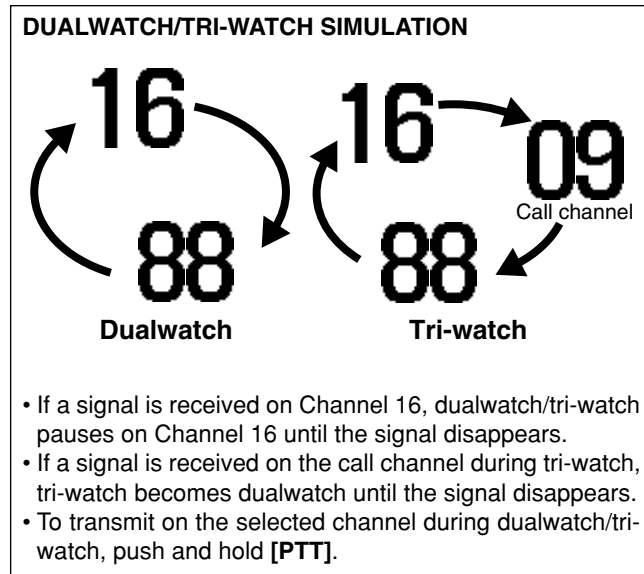 DUALWATCH/TRI-WATCH SIMULATION
16
88
Dualwatch
16
09
Call channel
88
Tri-watch
• If a signal is received on Channel 16, dualwatch/tri-watch
pauses on Channel 16 until the signal disappears.
• If a signal is received on the call channel during tri-watch,
tri-watch becomes dualwatch until the signal disappears.
• To transmit on the selected channel during dualwatch/tri-
watch, push and hold [PTT].